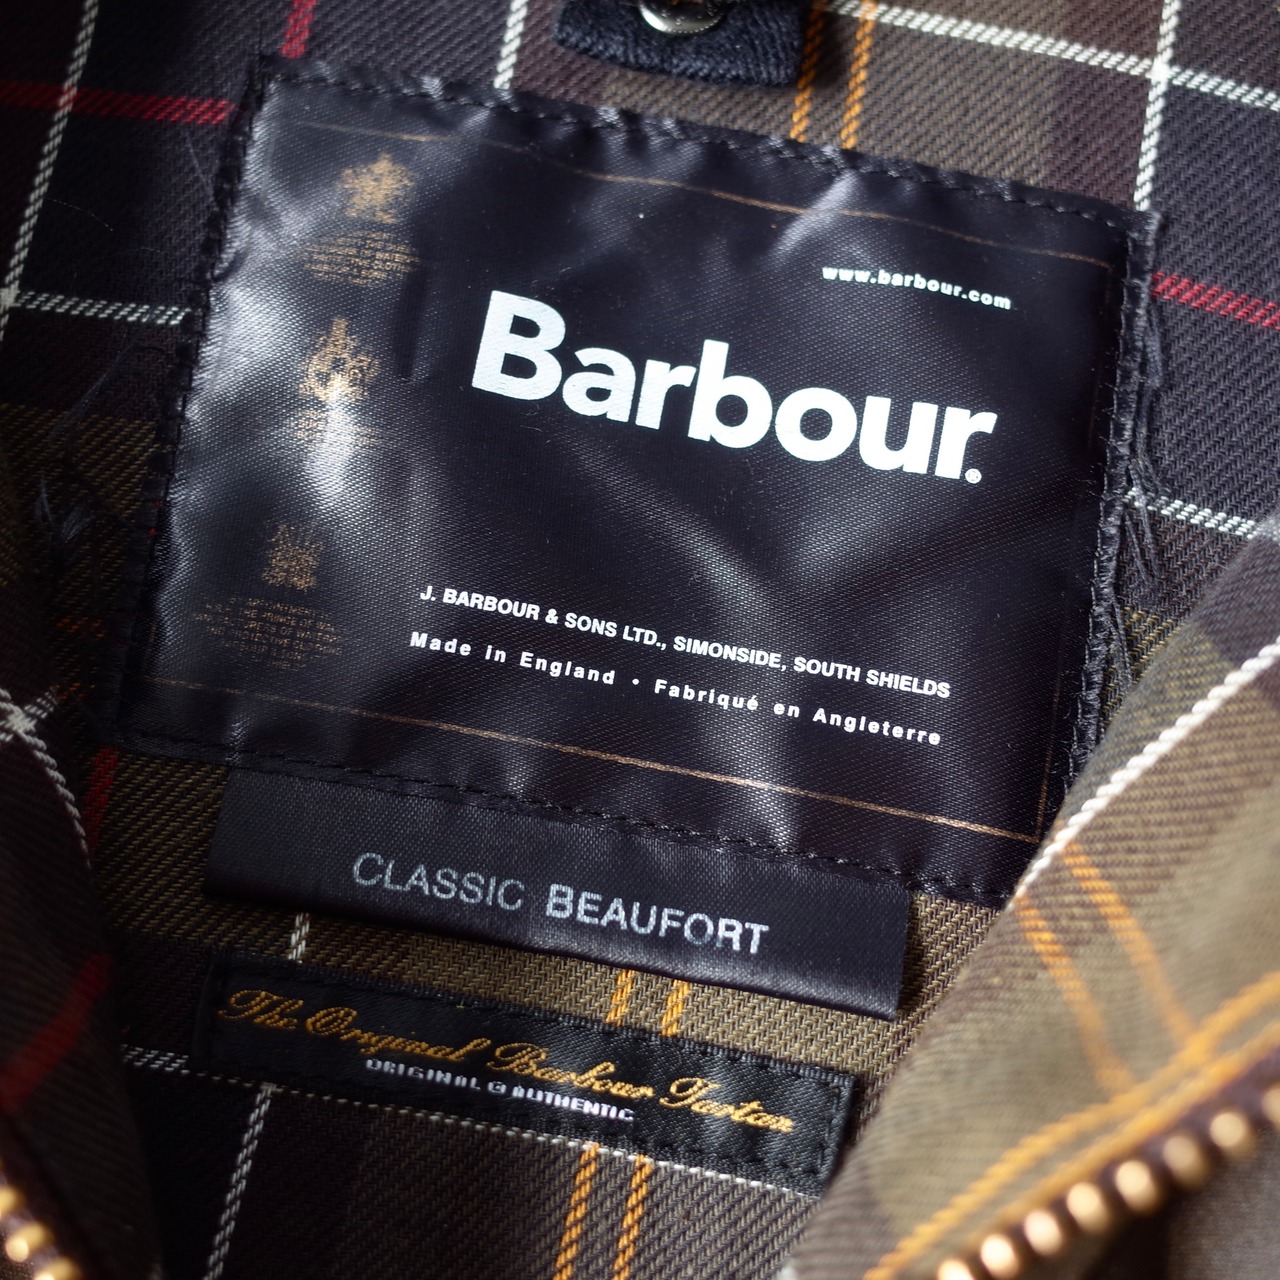 www.barbour.com
Barbour®
J. BARBOUR & SONS LTD., SIMONSIDE, SOUTH SHIELDS
Made in England • Fabriqué en Angleterre
CLASSIC BEAUFORT
The Original Barbour Tartan
ORIGINAL & AUTHENTIC